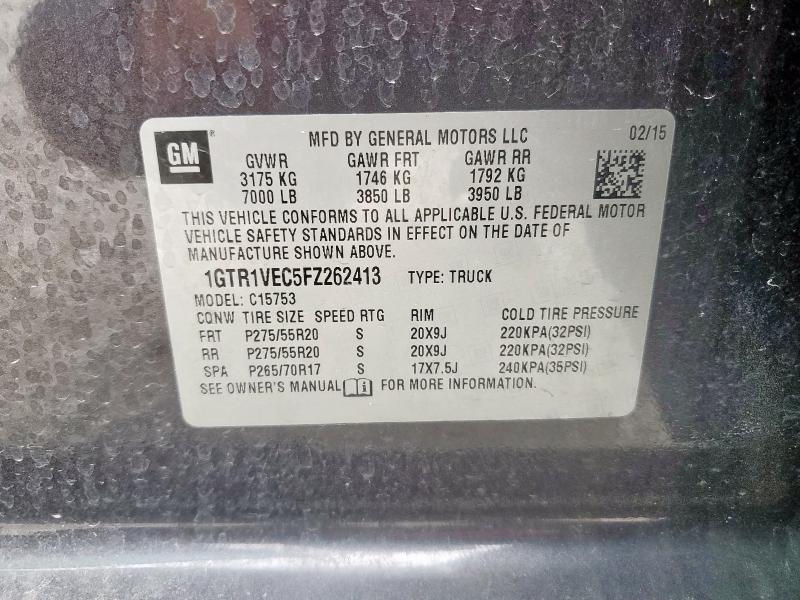 GM ®
MFD BY GENERAL MOTORS LLC 02/15
GVWR GAWR FRT GAWR RR
3175 KG 1746 KG 1792 KG
7000 LB 3850 LB 3950 LB
THIS VEHICLE CONFORMS TO ALL APPLICABLE U.S. FEDERAL MOTOR
VEHICLE SAFETY STANDARDS IN EFFECT ON THE DATE OF
MANUFACTURE SHOWN ABOVE.
1GTR1VEC5FZ262413 TYPE: TRUCK
MODEL: C15753
CONW TIRE SIZE SPEED RTG RIM COLD TIRE PRESSURE
FRT P275/55R20 S 20X9J 220KPA(32PSI)
RR P275/55R20 S 20X9J 220KPA(32PSI)
SPA P265/70R17 S 17X7.5J 240KPA(35PSI)
SEE OWNER'S MANUAL i FOR MORE INFORMATION.